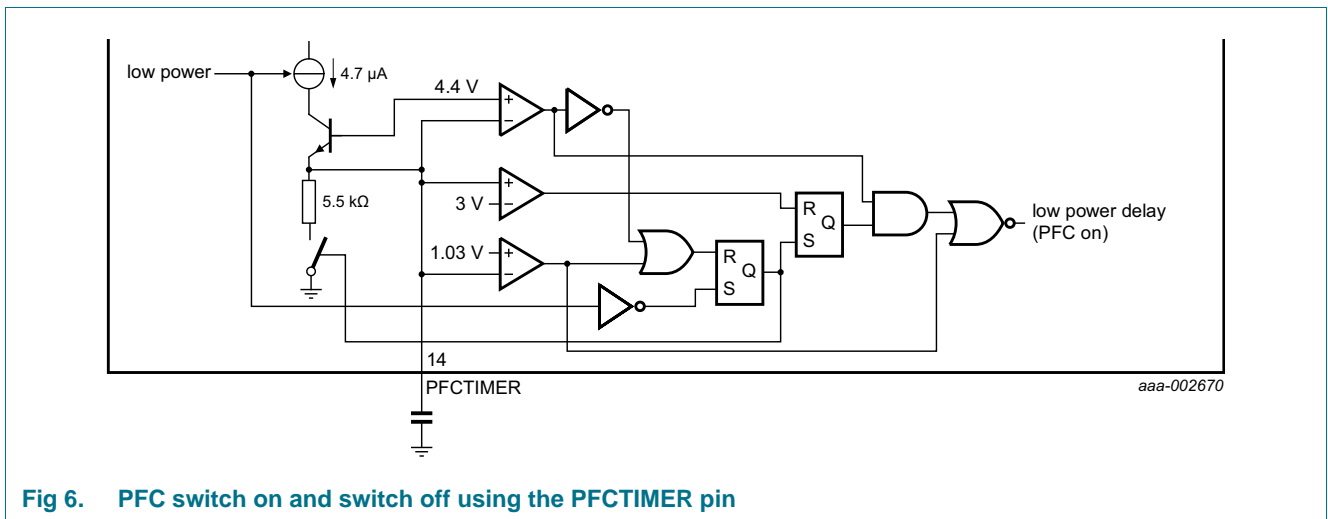 low power
4.7 µA
4.4 V
+
−
5.5 kΩ
+
3 V
−
R
Q
S
low power delay
(PFC on)
1.03 V
+
−
R
Q
S
14
PFCTIMER
aaa-002670
Fig 6. PFC switch on and switch off using the PFCTIMER pin